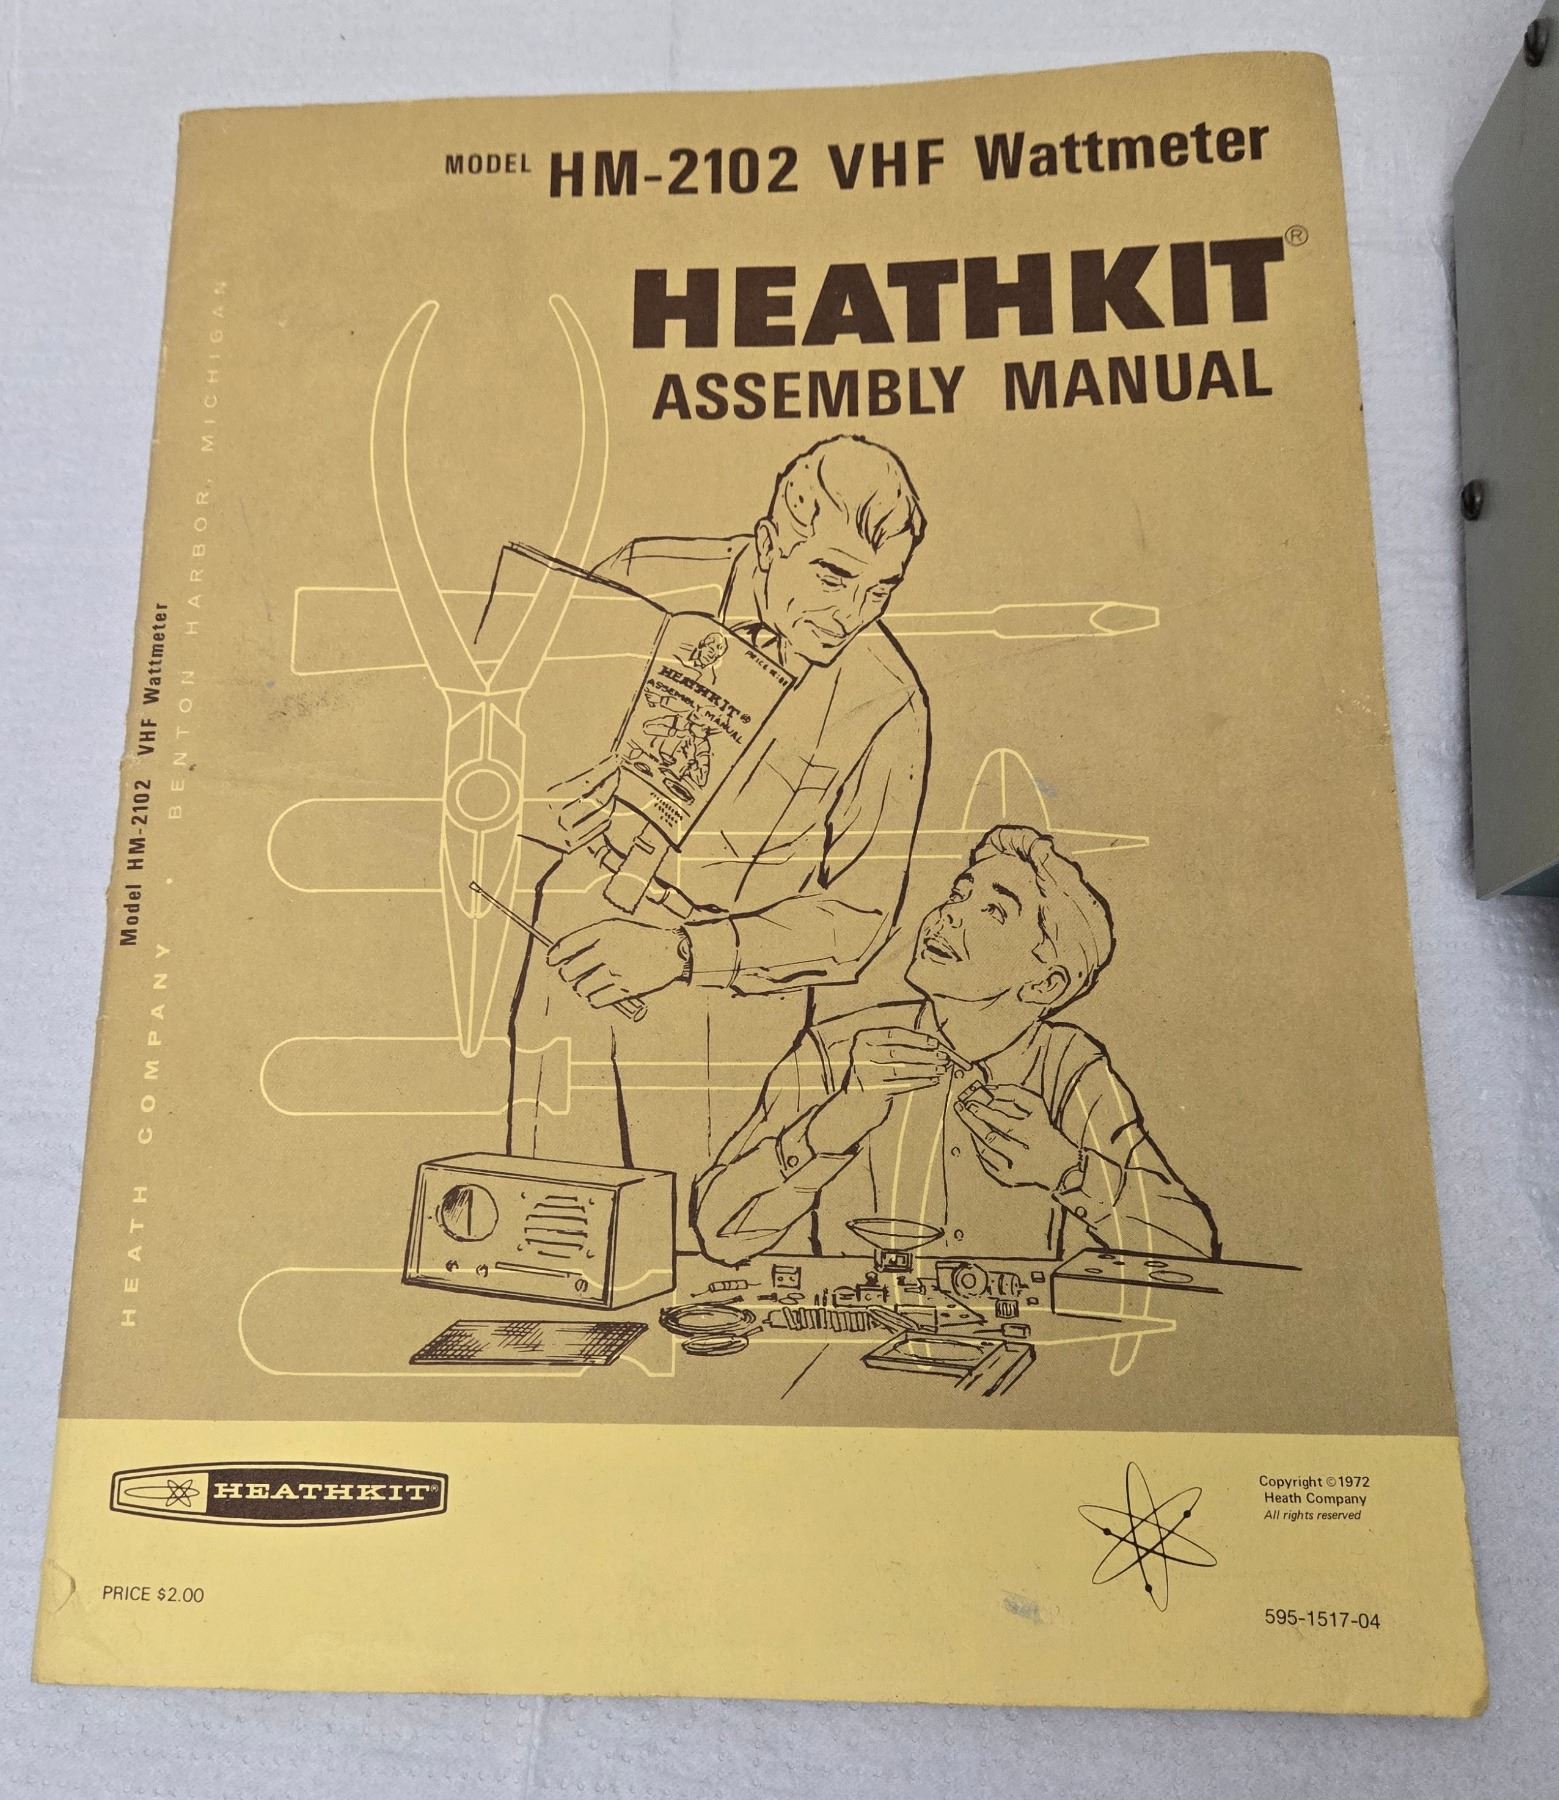 MODEL HM-2102 VHF Wattmeter
HEATHKIT®
ASSEMBLY MANUAL
Model HM-2102 VHF Wattmeter
HEATH COMPANY • BENTON HARBOR, MICHIGAN
HEATHKIT®
ASSEMBLY MANUAL
HEATHKIT®
PRICE $2.00
Copyright © 1972
Heath Company
All rights reserved
595-1517-04